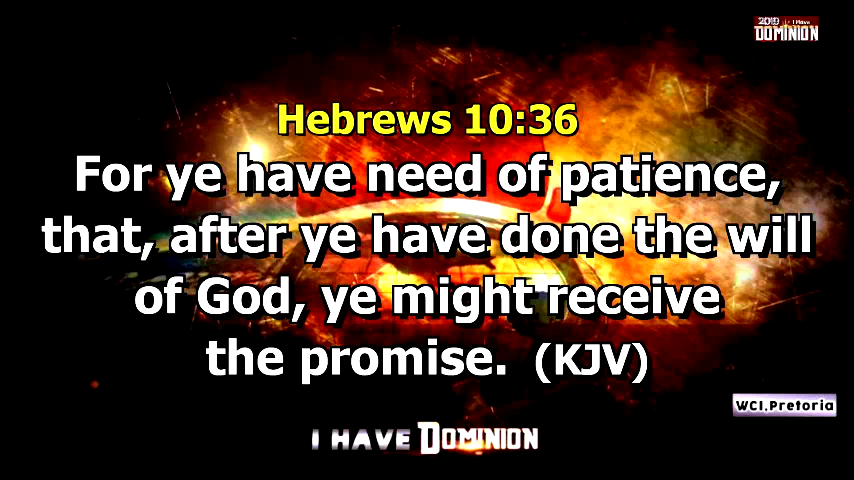 2019 I Have
DOMINION
Hebrews 10:36
For ye have need of patience,
that, after ye have done the will
of God, ye might receive
the promise. (KJV)
WCI,Pretoria
I HAVE DOMINION